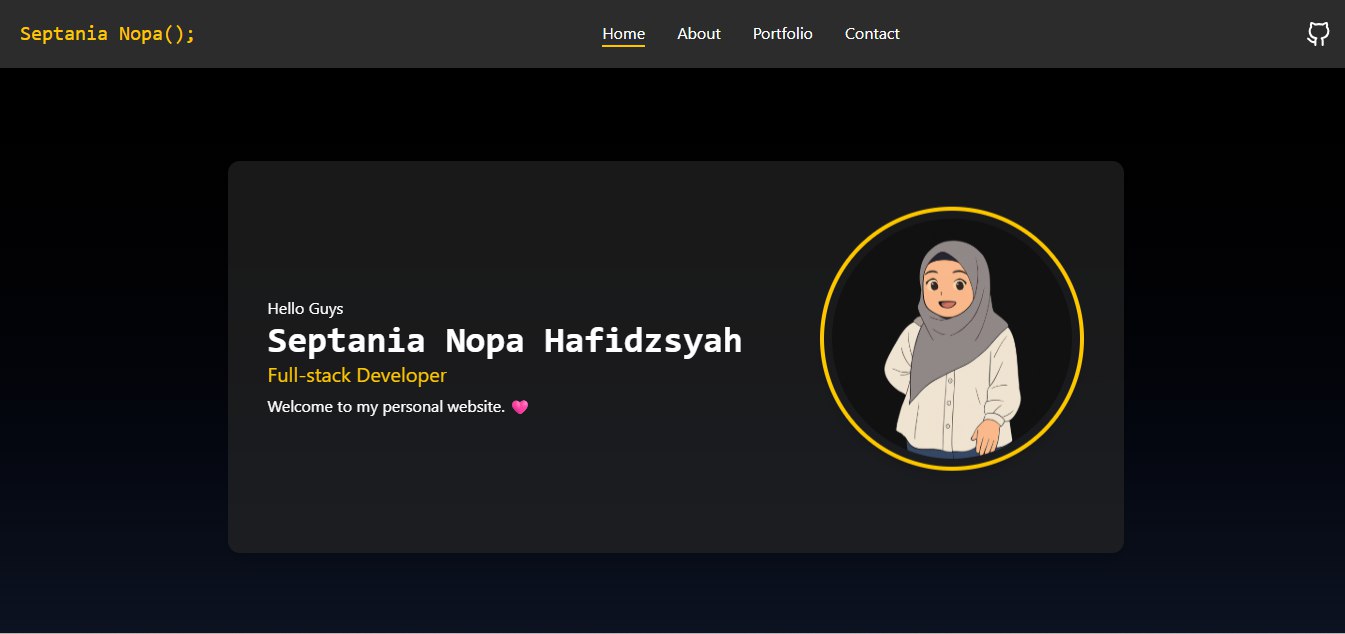 Septania Nopa();
Home About Portfolio Contact
Hello Guys
Septania Nopa Hafidzsyah
Full-stack Developer
Welcome to my personal website. 💖